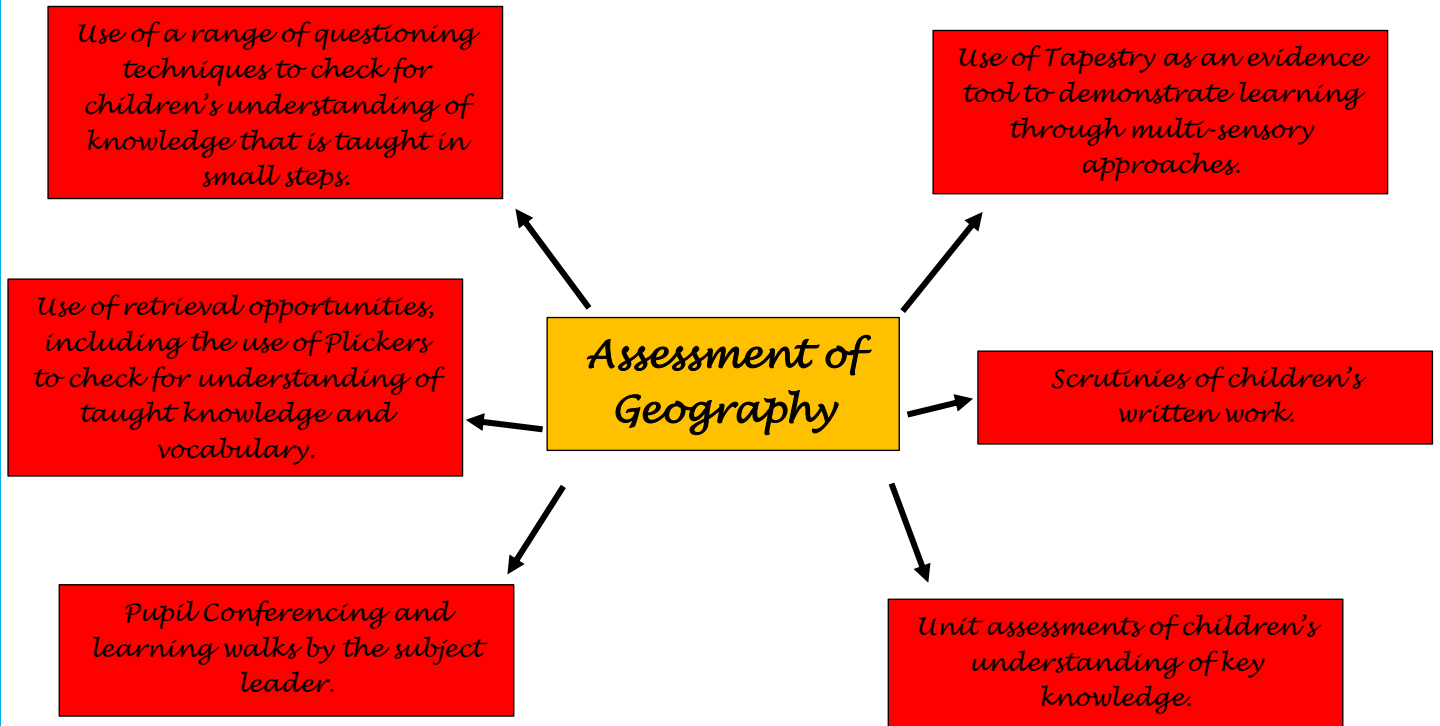 Use of a range of questioning
techniques to check for
children's understanding of
knowledge that is taught in
small steps.
Use of Tapestry as an evidence
tool to demonstrate learning
through multi-sensory
approaches.
Use of retrieval opportunities,
including the use of Plickers
to check for understanding of
taught knowledge and
vocabulary.
Assessment of
Geography
Scrutinies of children's
written work.
Pupil Conferencing and
learning walks by the subject
leader.
Unit assessments of children's
understanding of key
knowledge.